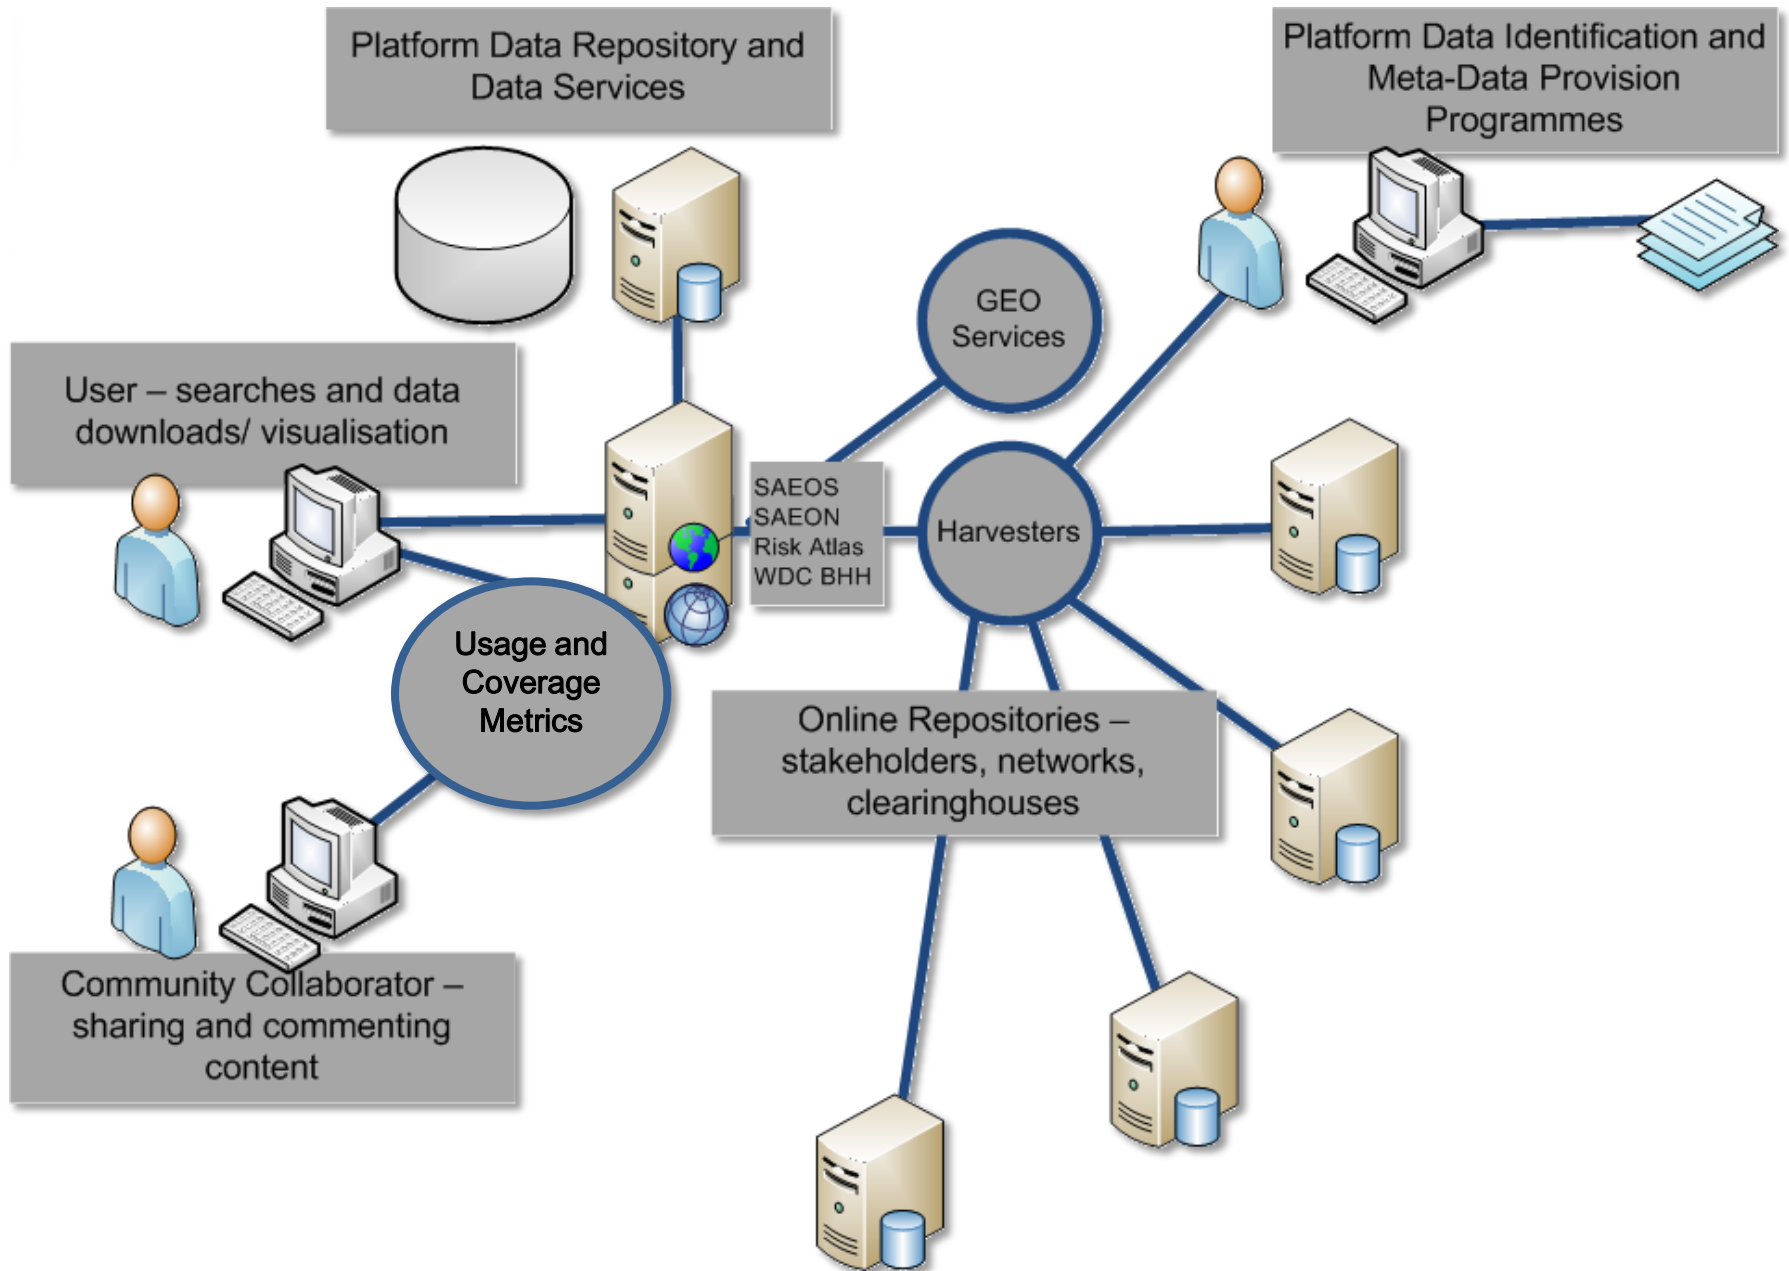 Platform Data Repository and
Data Services
Platform Data Identification and
Meta-Data Provision
Programmes
GEO
Services
User – searches and data
downloads/ visualisation
SAEOS
SAEON
Risk Atlas
WDC BHH
Harvesters
Usage and
Coverage
Metrics
Online Repositories –
stakeholders, networks,
clearinghouses
Community Collaborator –
sharing and commenting
content